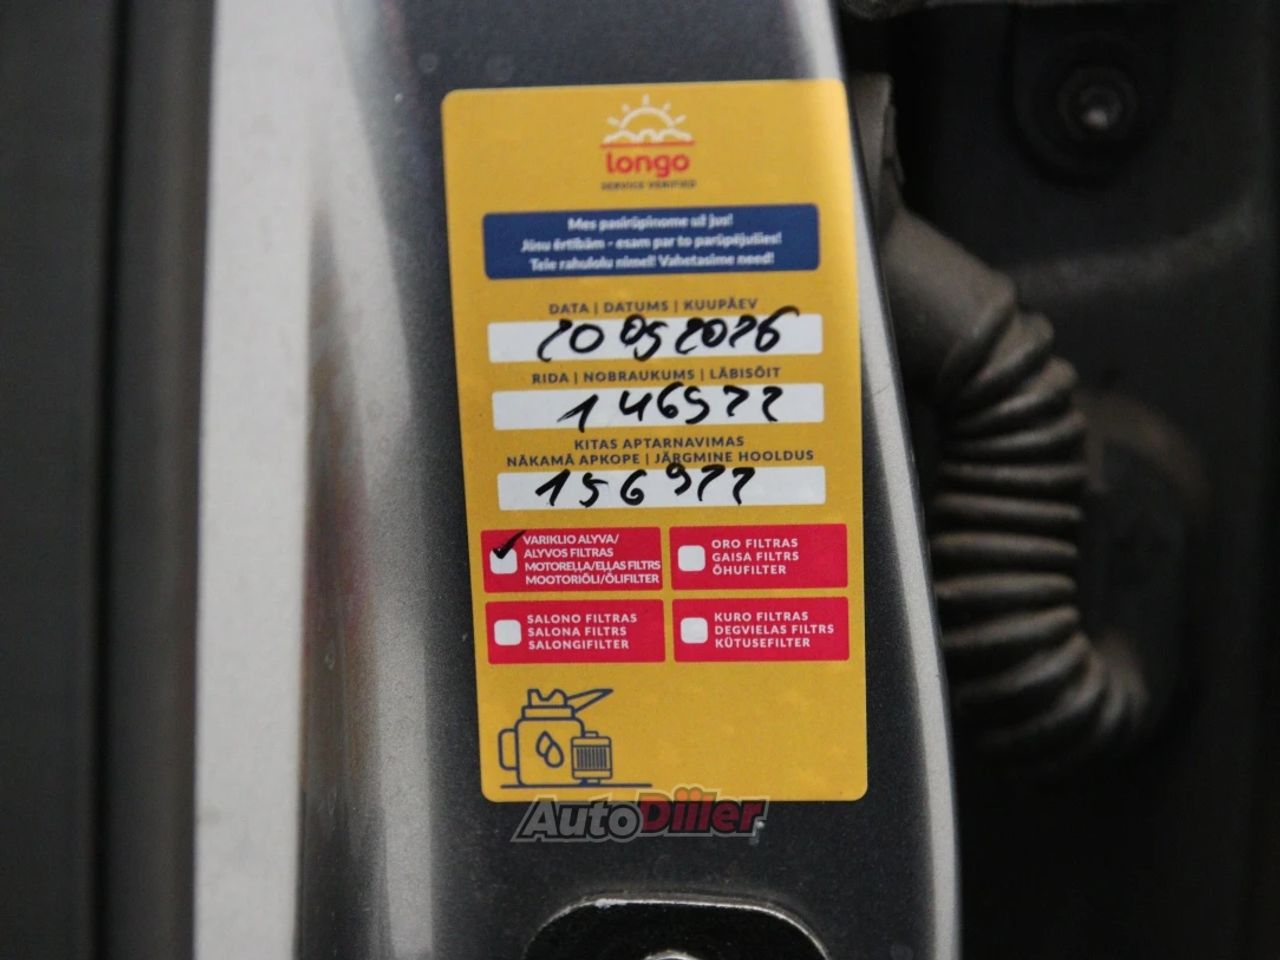 longo
SERVICE VERIFIED
Mes pasirūpinome už jus!
Jūsu ērtībām - esam par to parūpējušies!
Teie rahulolu nimel! Vahetasime need!
DATA | DATUMS | KUUPÄEV
20 05 2026
RIDA | NOBRAUKUMS | LÄBISÕIT
146977
KITAS APTARNAVIMAS
NĀKAMĀ APKOPE | JÄRGMINE HOOLDUS
156977
VARIKLIO ALYVA/
ALYVOS FILTRAS
MOTOREĻĻA/EĻĻAS FILTRS
MOOTORIÕLI/ÕLIFILTER
ORO FILTRAS
GAISA FILTRS
ÕHUFILTER
SALONO FILTRAS
SALONA FILTRS
SALONGIFILTER
KURO FILTRAS
DEGVIELAS FILTRS
KÜTUSEFILTER
AutoDiiler